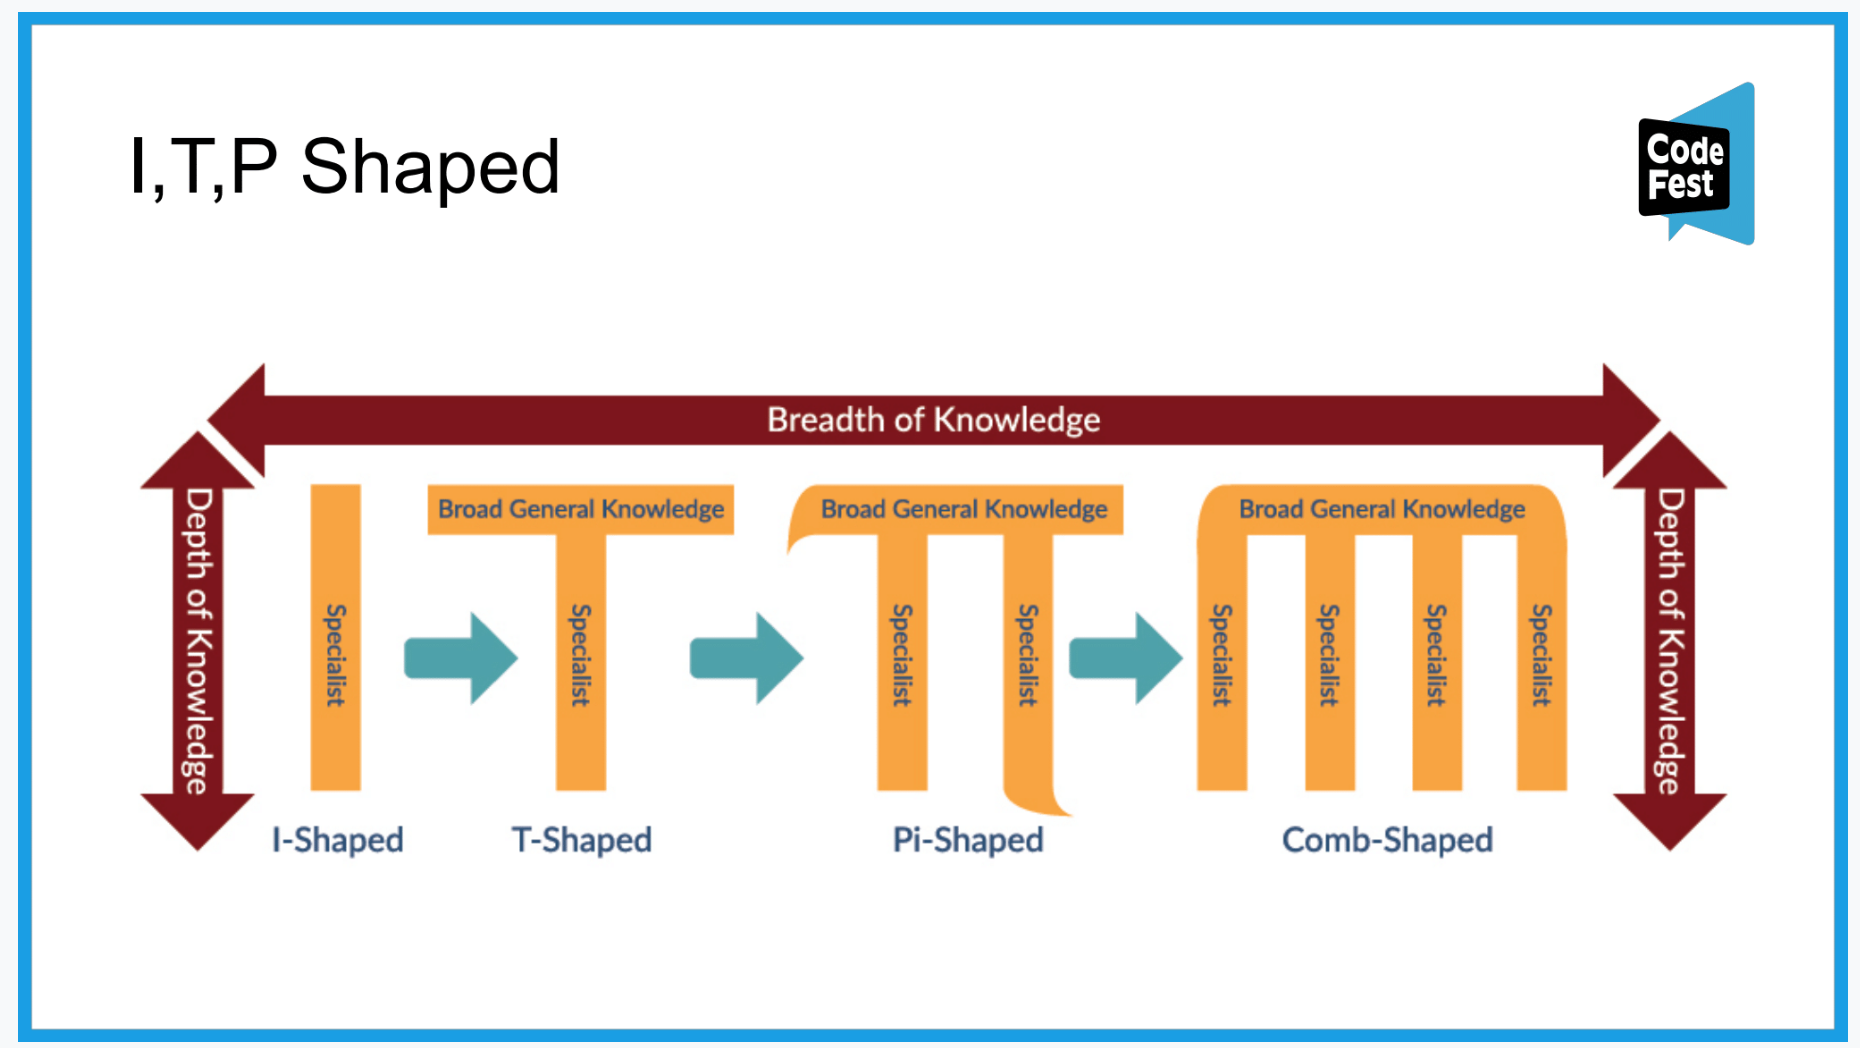 I,T,P Shaped
Code
Fest
Breadth of Knowledge
Depth of Knowledge
Specialist
I-Shaped
Broad General Knowledge
Specialist
T-Shaped
Broad General Knowledge
Specialist
Specialist
Pi-Shaped
Broad General Knowledge
Specialist
Specialist
Specialist
Specialist
Comb-Shaped
Depth of Knowledge